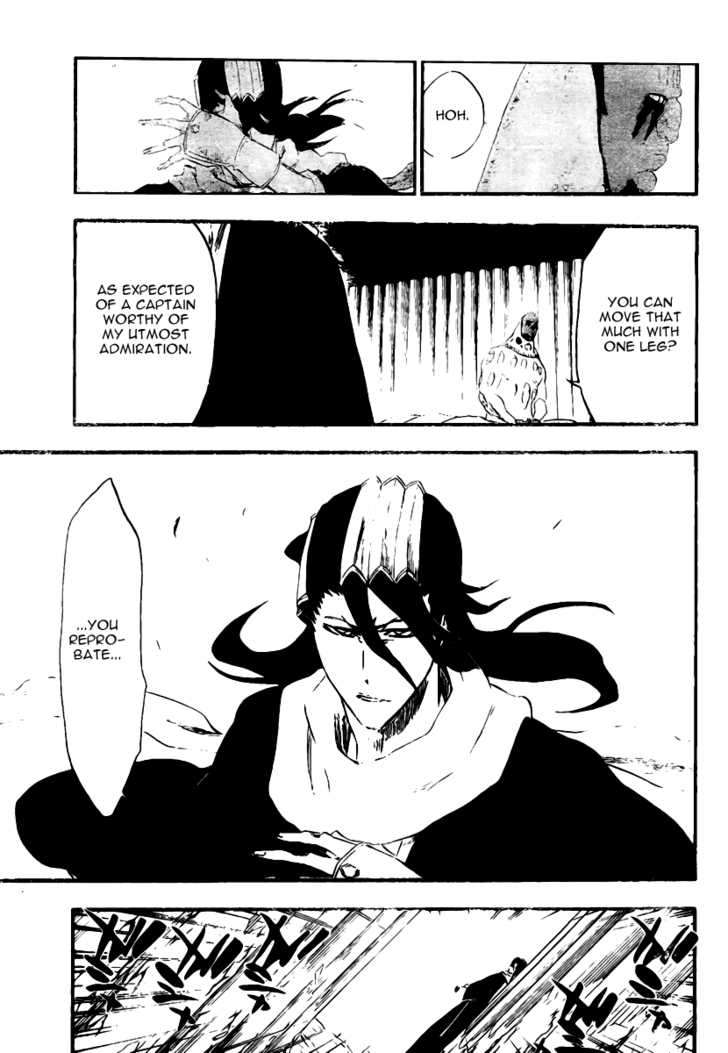 HOH.
YOU CAN
MOVE THAT
MUCH WITH
ONE LEG?
AS EXPECTED
OF A CAPTAIN
WORTHY OF
MY UTMOST
ADMIRATION.
...YOU
REPRO-
BATE...